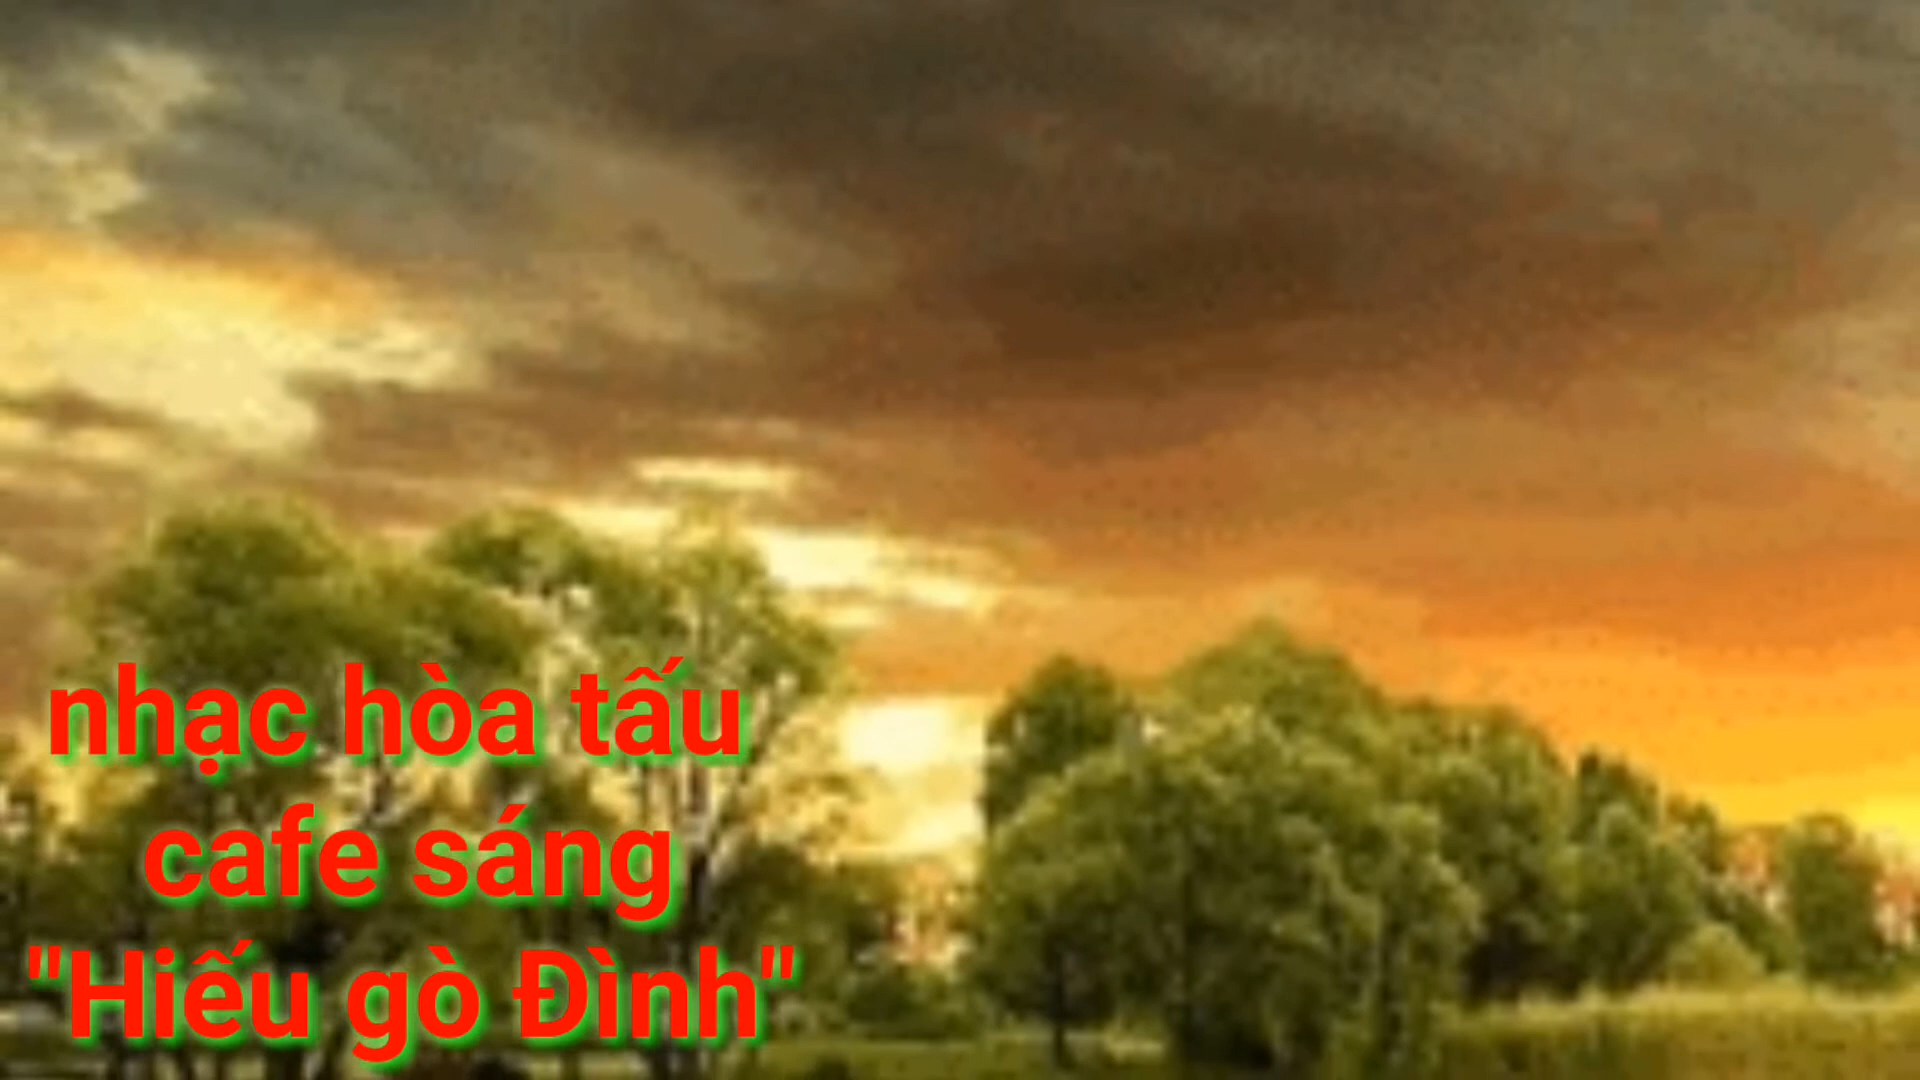 nhạc hòa tấu
cafe sáng
"Hiếu gò Đình"